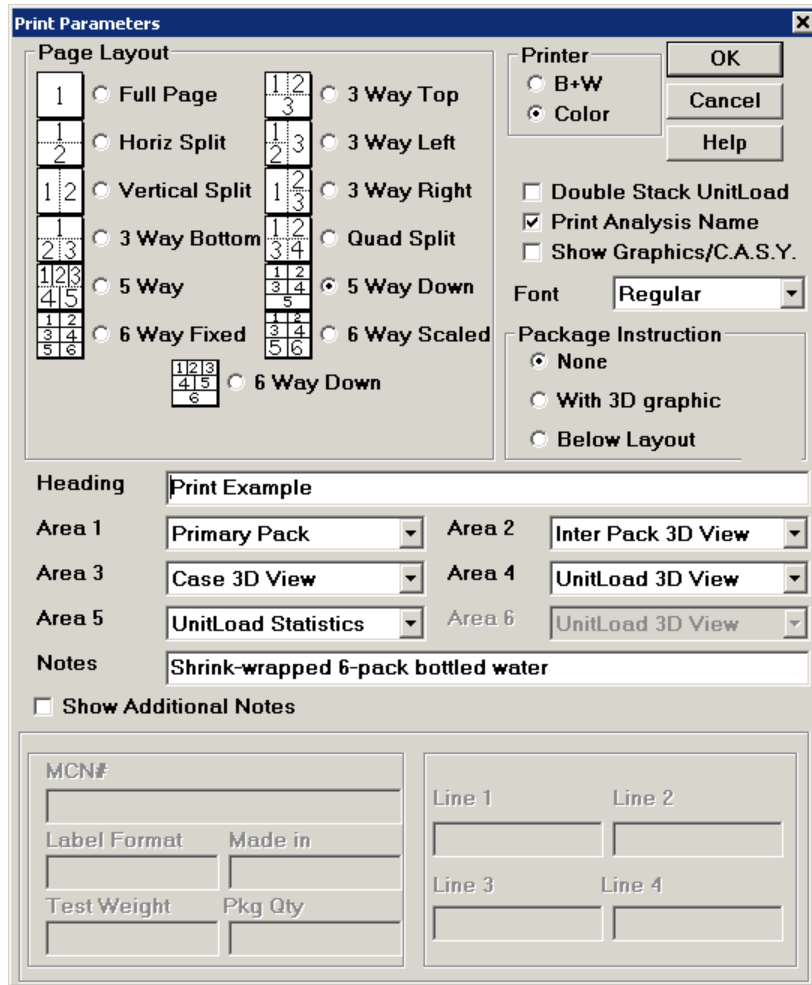 Print Parameters
Page Layout
1 Full Page
1 2 Horiz Split
1 2 Vertical Split
1 2 3 3 Way Bottom
1 2 3 4 5 5 Way
1 2 3 4 5 6 6 Way Fixed
1 2 3 3 Way Top
1 2 3 3 Way Left
1 2 3 3 Way Right
1 2 3 4 Quad Split
1 2 3 4 5 5 Way Down
1 2 3 4 5 6 6 Way Scaled
1 2 3 4 5 6 6 Way Down
Printer
B+W
Color
OK
Cancel
Help
Double Stack UnitLoad
Print Analysis Name
Show Graphics/C.A.S.Y.
Font Regular
Package Instruction
None
With 3D graphic
Below Layout
Heading Print Example
Area 1 Primary Pack Area 2 Inter Pack 3D View
Area 3 Case 3D View Area 4 UnitLoad 3D View
Area 5 UnitLoad Statistics Area 6 UnitLoad 3D View
Notes Shrink-wrapped 6-pack bottled water
Show Additional Notes
MCN#
Label Format Made in
Test Weight Pkg Qty
Line 1 Line 2
Line 3 Line 4